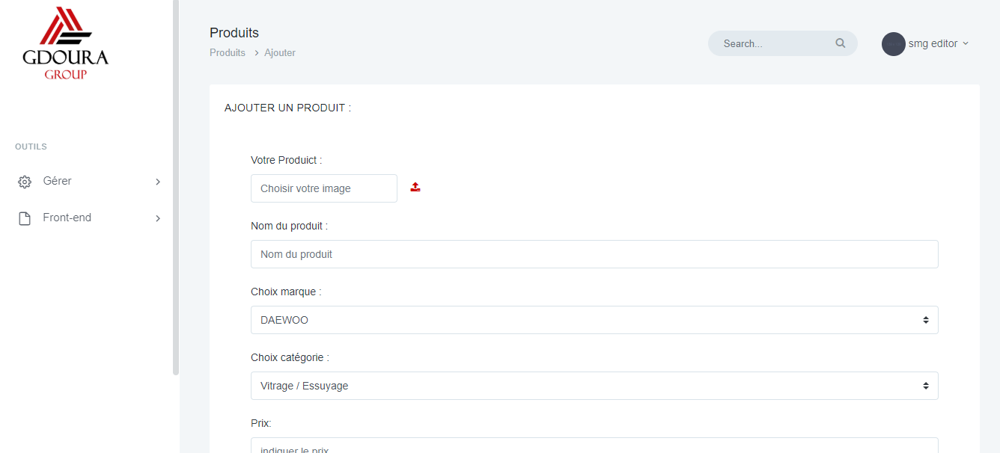 GDOURA
GROUP
OUTILS
Gérer
Front-end
Produits
Produits > Ajouter
Search...
smg editor
AJOUTER UN PRODUIT :
Votre Produict :
Choisir votre image
Nom du produit :
Nom du produit
Choix marque :
DAEWOO
Choix catégorie :
Vitrage / Essuyage
Prix:
indiquer le prix